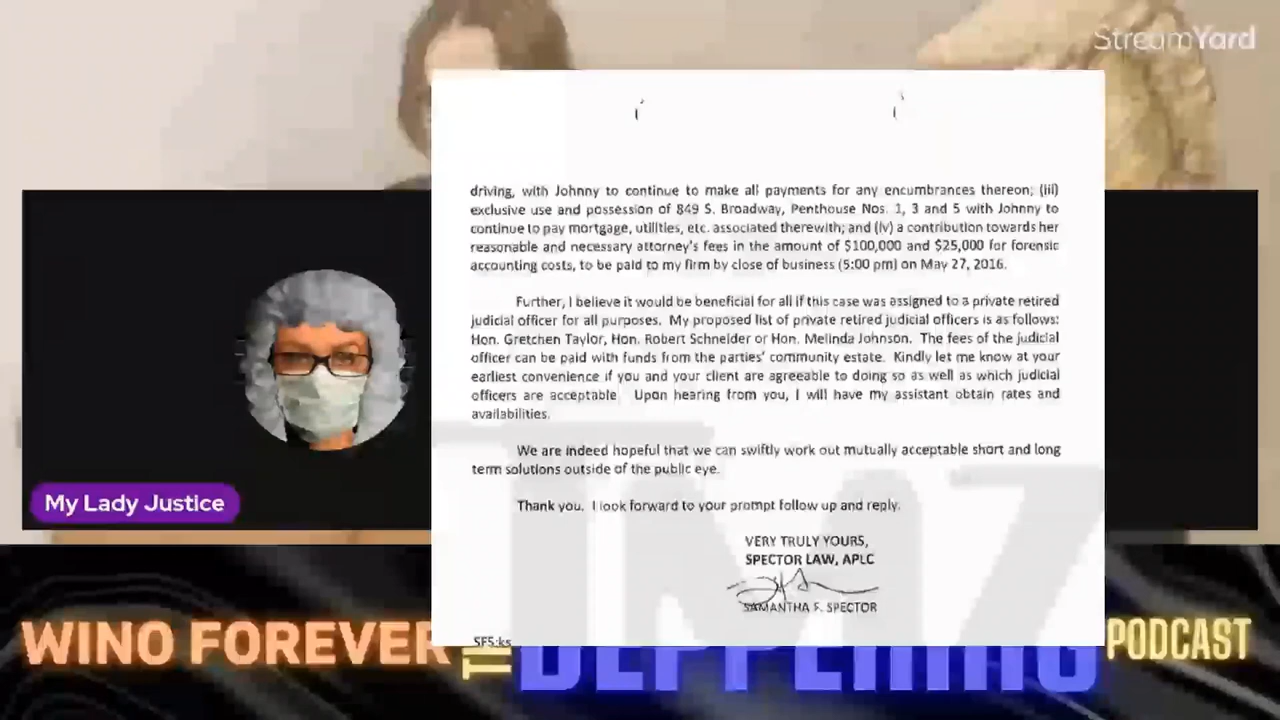 StreamYard
driving, with Johnny to continue to make all payments for any encumbrances thereon; (iii)
exclusive use and possession of 849 S. Broadway, Penthouse Nos. 1, 3 and 5 with Johnny to
continue to pay mortgage, utilities, etc. associated therewith; and (iv) a contribution towards her
reasonable and necessary attorney's fees in the amount of $100,000 and $25,000 for forensic
accounting costs, to be paid to my firm by close of business (5:00 pm) on May 27, 2016.
Further, I believe it would be beneficial for all if this case was assigned to a private retired
judicial officer for all purposes. My proposed list of private retired judicial officers is as follows:
Hon. Gretchen Taylor, Hon. Robert Schneider or Hon. Melinda Johnson. The fees of the judicial
officer can be paid with funds from the parties' community estate. Kindly let me know at your
earliest convenience if you and your client are agreeable to doing so as well as which judicial
officers are acceptable. Upon hearing from you, I will have my assistant obtain rates and
availabilities.
We are indeed hopeful that we can swiftly work out mutually acceptable short and long
term solutions outside of the public eye.
Thank you. I look forward to your prompt follow up and reply.
VERY TRULY YOURS,
SPECTOR LAW, APLC
SAMANTHA F. SPECTOR
SFS:ks
TMZ
My Lady Justice
WINO FOREVER
PODCAST